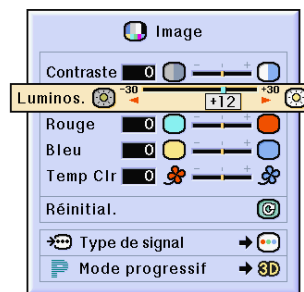 Image
Contraste 0 - +
Luminos. -30 +12 +30
Rouge 0 - +
Bleu 0 - +
Temp Clr 0 - +
Réinitial.
Type de signal
P Mode progressif 3D